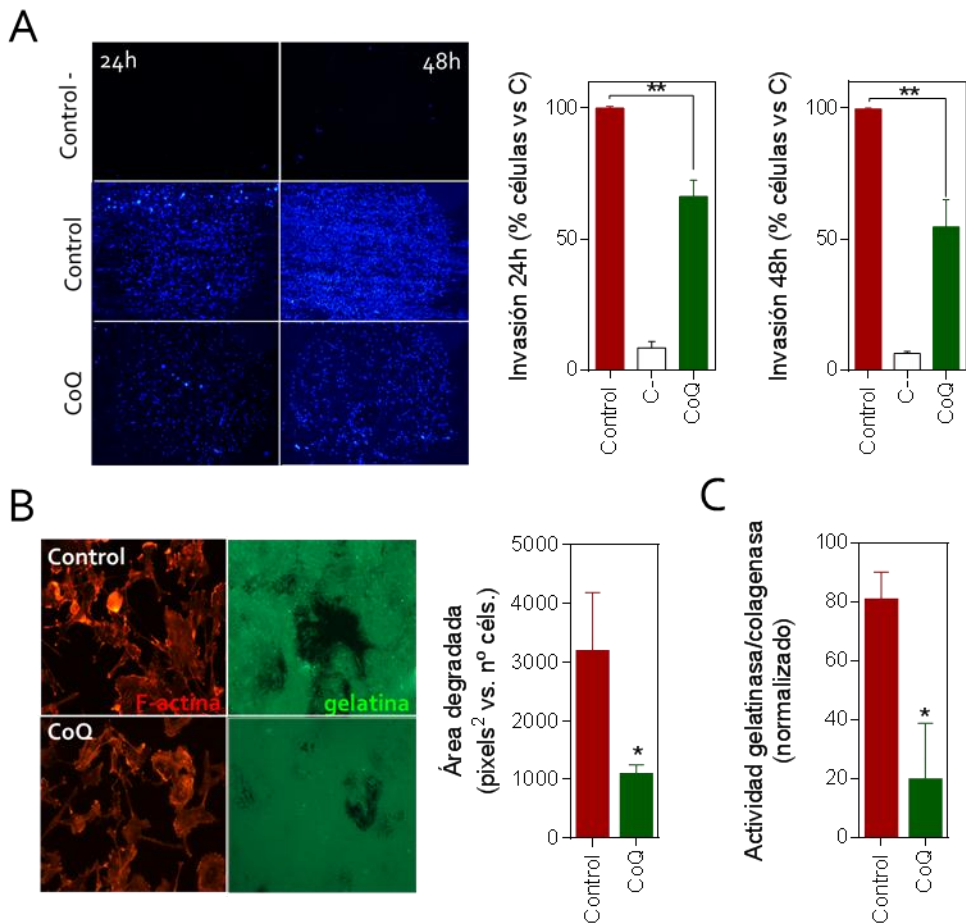 A
24h
48h
Control -
Control
CoQ
Invasión 24h (% células vs C)
100
50
0
**
Control
C-
CoQ
Invasión 48h (% células vs C)
100
50
0
**
Control
C-
CoQ
B
Control
F-actina
gelatina
CoQ
Área degradada
(pixels² vs. nº céls.)
5000
4000
3000
2000
1000
0
*
Control
CoQ
C
Actividad gelatinasa/colagenasa
(normalizado)
100
80
60
40
20
0
*
Control
CoQ